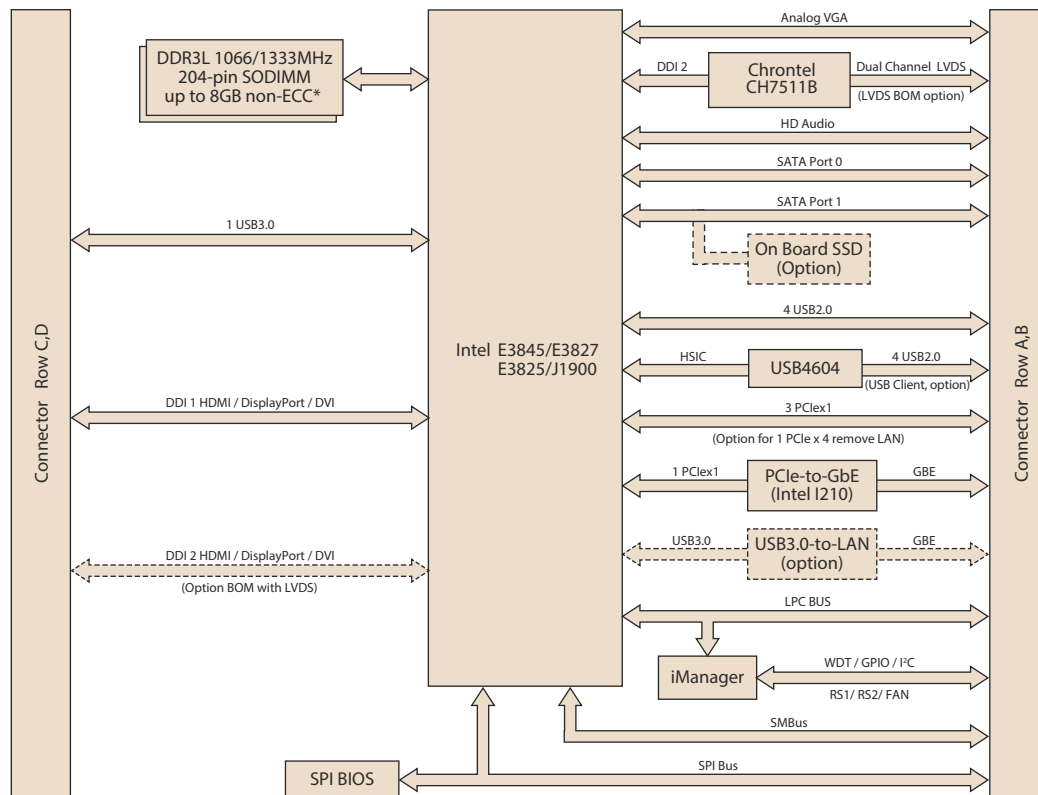 Analog VGA
DDR3L 1066/1333MHz
204-pin SODIMM
up to 8GB non-ECC*
DDI 2
Chrontel
CH7511B
Dual Channel LVDS
(LVDS BOM option)
HD Audio
SATA Port 0
SATA Port 1
On Board SSD
(Option)
1 USB3.0
4 USB2.0
Connector Row C,D
Intel E3845/E3827
E3825/J1900
Connector Row A,B
HSIC
USB4604
4 USB2.0
(USB Client, option)
DDI 1 HDMI / DisplayPort / DVI
3 PCIex1
(Option for 1 PCIe x 4 remove LAN)
1 PCIex1
PCIe-to-GbE
(Intel I210)
GBE
DDI 2 HDMI / DisplayPort / DVI
(Option BOM with LVDS)
USB3.0
USB3.0-to-LAN
(option)
GBE
LPC BUS
iManager
WDT / GPIO / I²C
RS1/ RS2/ FAN
SMBus
SPI BIOS
SPI Bus